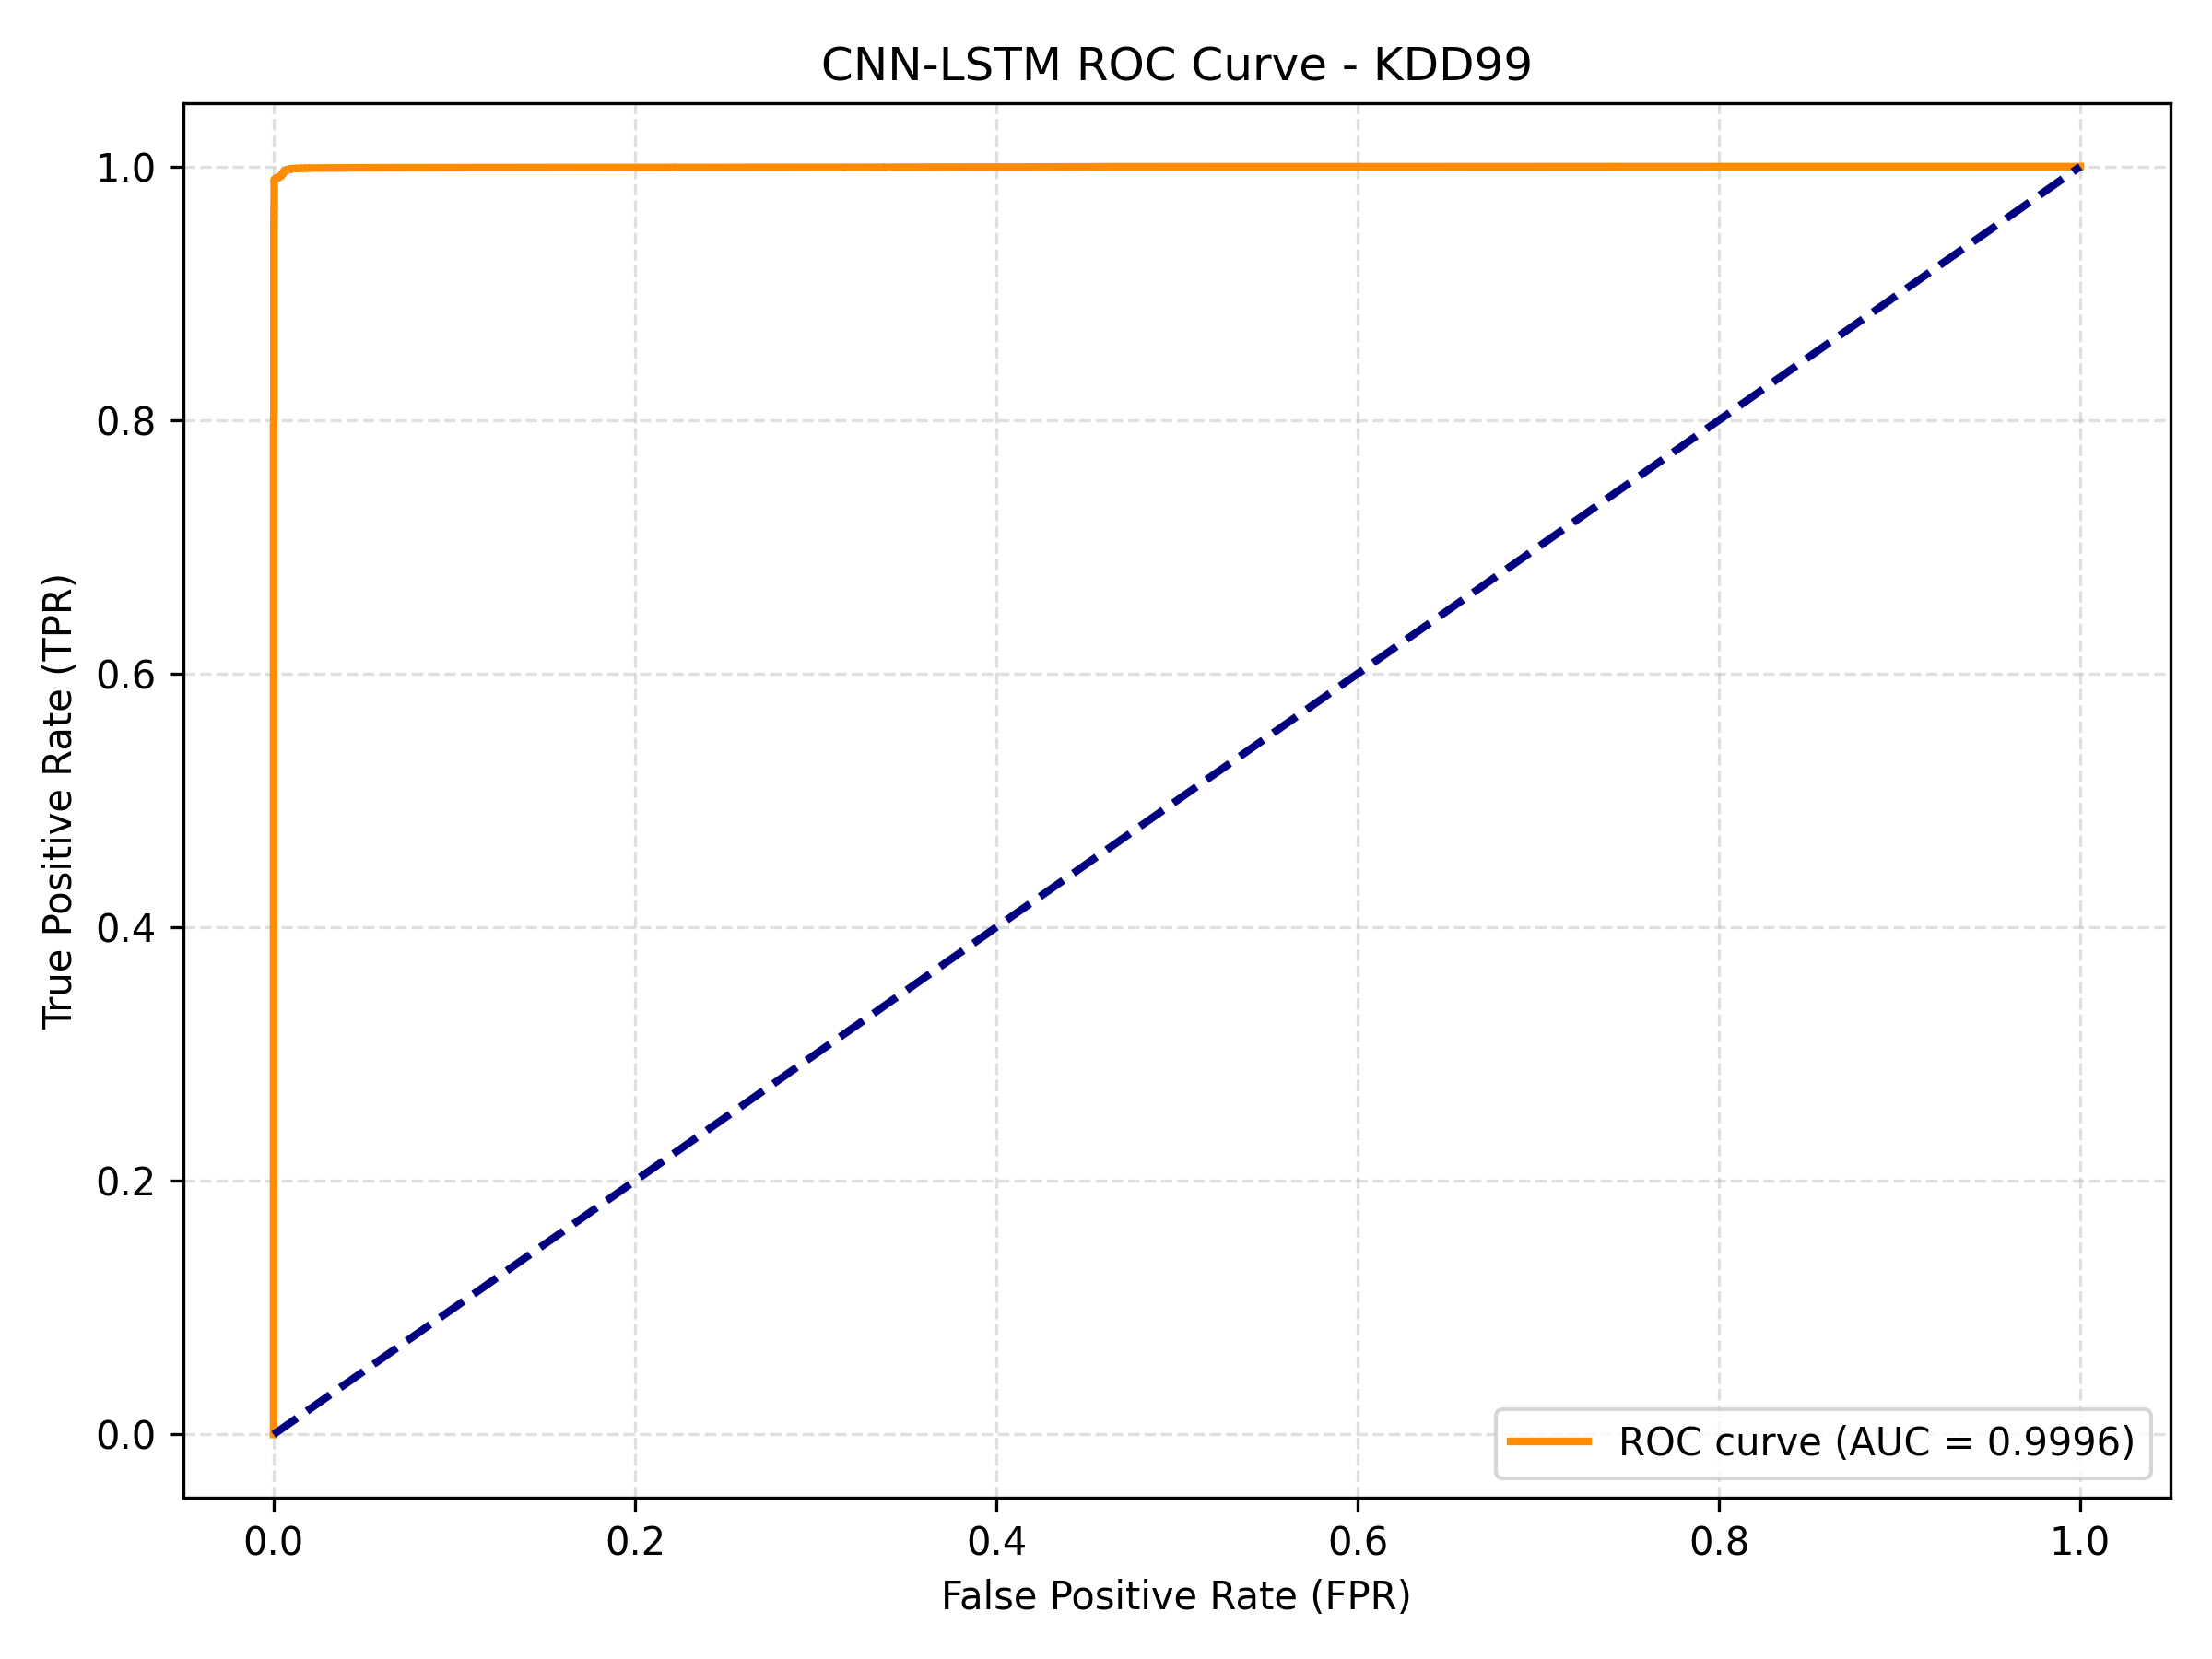 CNN-LSTM ROC Curve - KDD99
True Positive Rate (TPR)
1.0
0.8
0.6
0.4
0.2
0.0
ROC curve (AUC = 0.9996)
0.0 0.2 0.4 0.6 0.8 1.0
False Positive Rate (FPR)